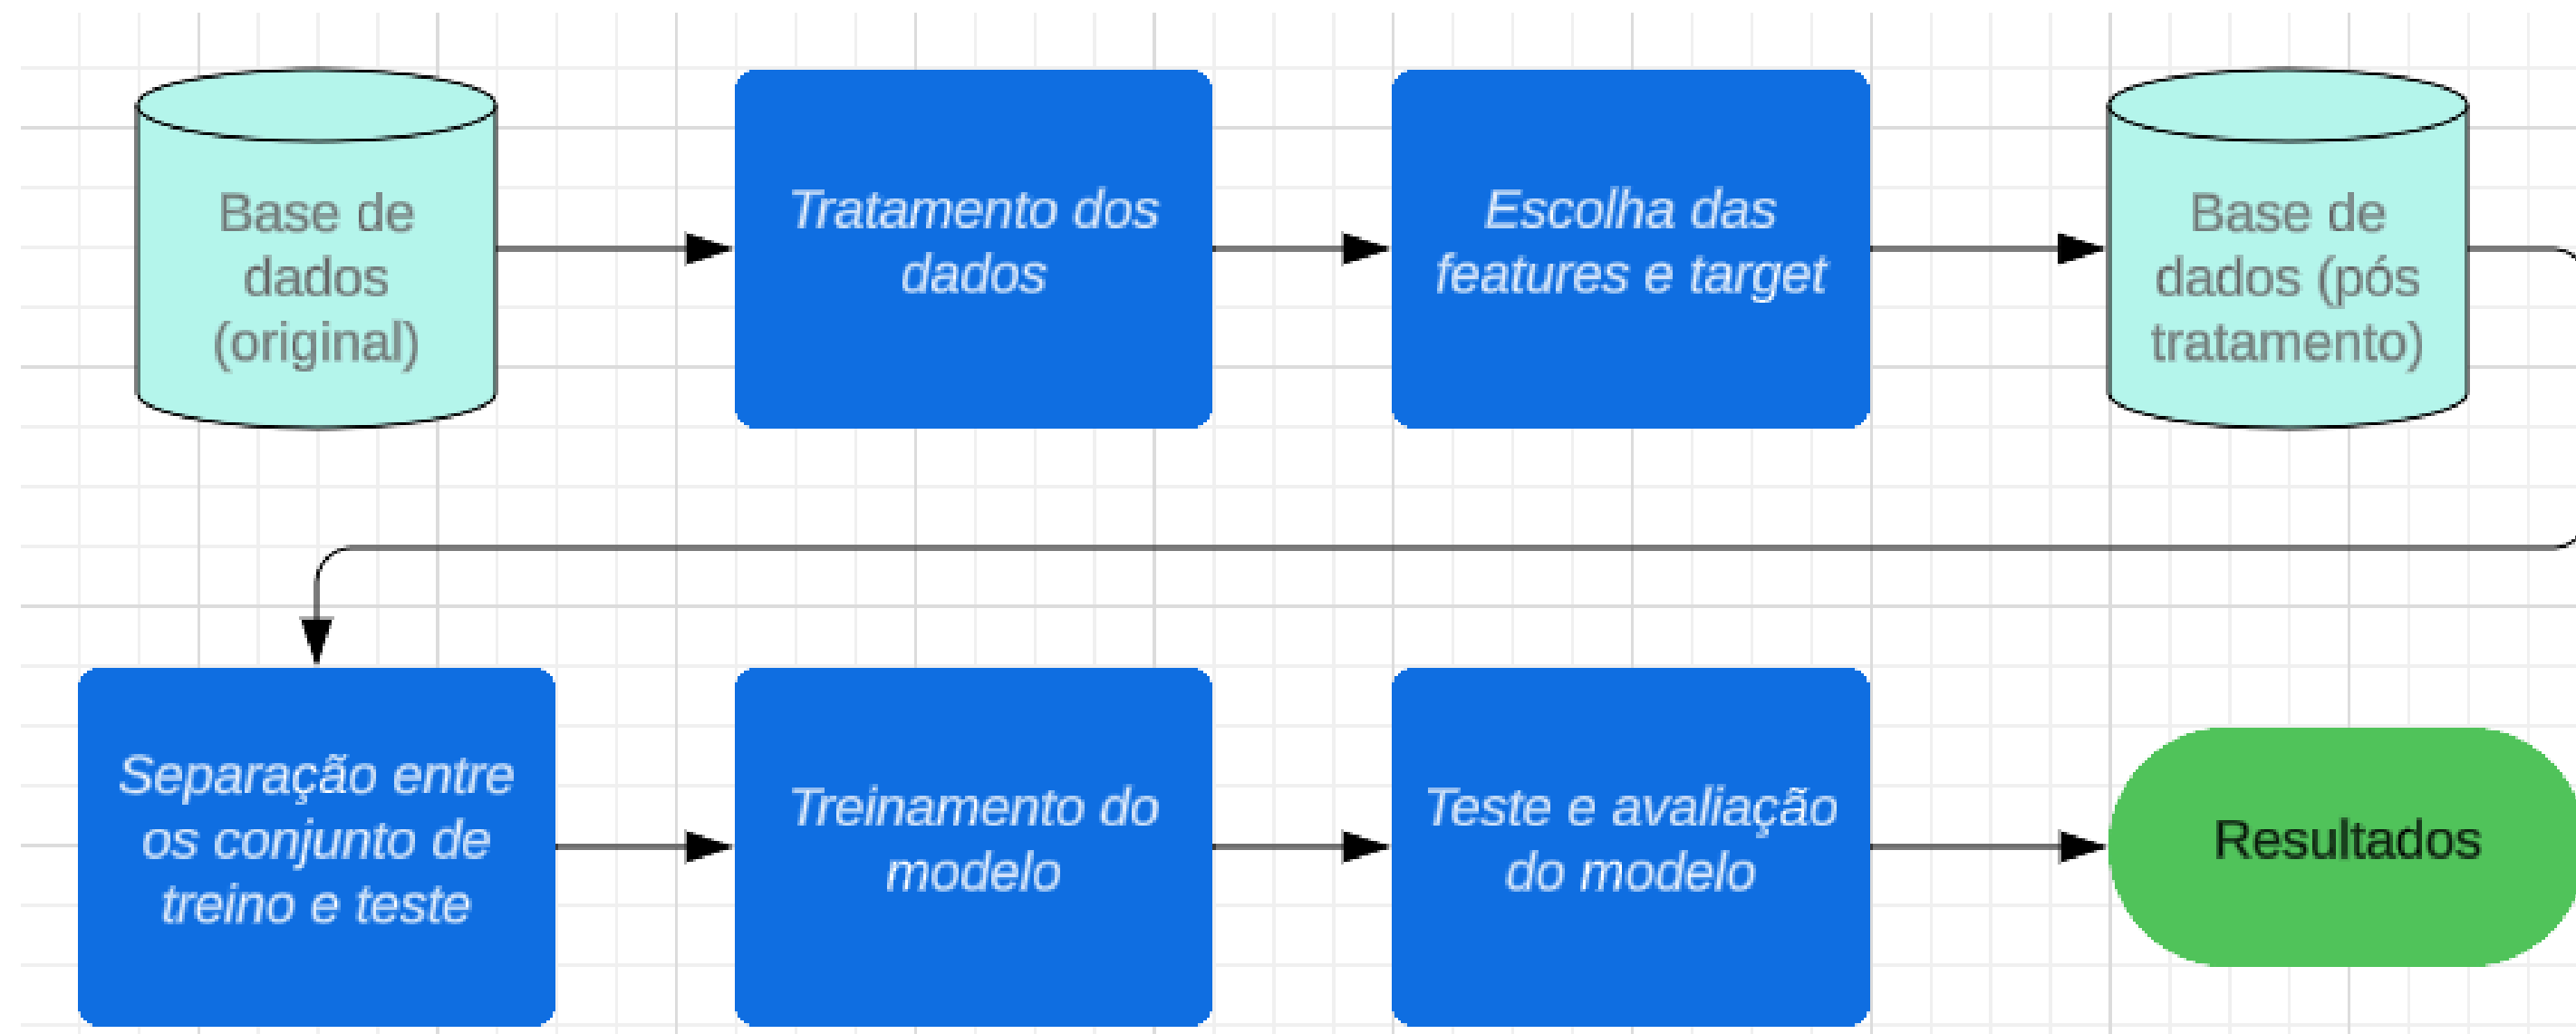 Base de
dados
(original)
Tratamento dos
dados
Escolha das
features e target
Base de
dados (pós
tratamento)
Separação entre
os conjunto de
treino e teste
Treinamento do
modelo
Teste e avaliação
do modelo
Resultados